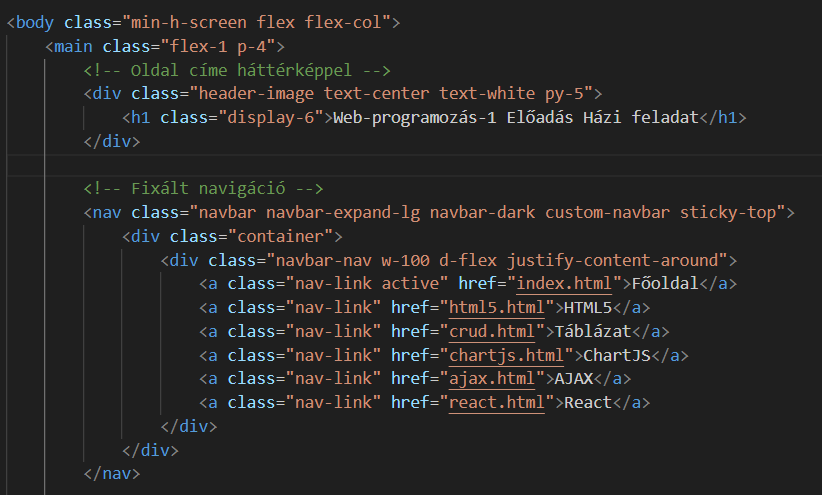 <body class="min-h-screen flex flex-col">
<main class="flex-1 p-4">
<!-- Oldal címe háttérképpel -->
<div class="header-image text-center text-white py-5">
<h1 class="display-6">Web-programozás-1 Előadás Házi feladat</h1>
</div>
<!-- Fixált navigáció -->
<nav class="navbar navbar-expand-lg navbar-dark custom-navbar sticky-top">
<div class="container">
<div class="navbar-nav w-100 d-flex justify-content-around">
<a class="nav-link active" href="index.html">Főoldal</a>
<a class="nav-link" href="html5.html">HTML5</a>
<a class="nav-link" href="crud.html">Táblázat</a>
<a class="nav-link" href="chartjs.html">ChartJS</a>
<a class="nav-link" href="ajax.html">AJAX</a>
<a class="nav-link" href="react.html">React</a>
</div>
</div>
</nav>